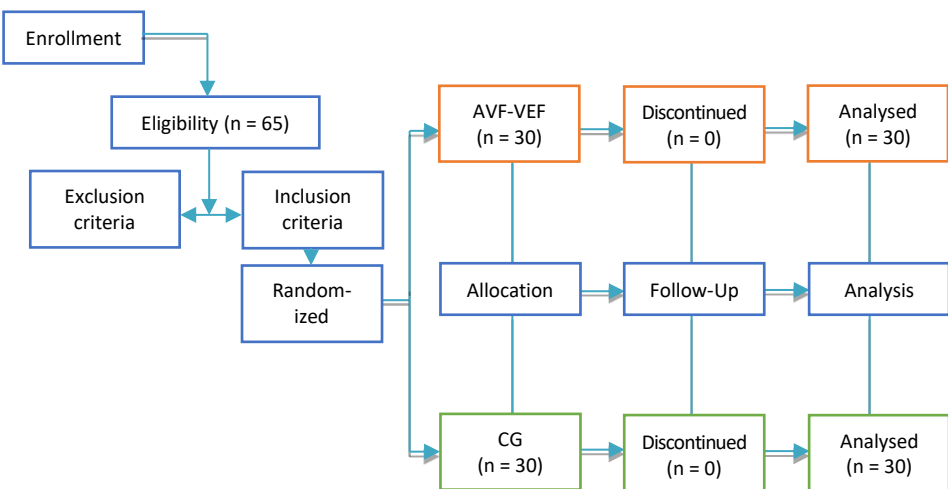 Enrollment
Eligibility (n = 65)
Exclusion
criteria
Inclusion
criteria
Random-
ized
AVF-VEF
(n = 30)
Discontinued
(n = 0)
Analysed
(n = 30)
Allocation
Follow-Up
Analysis
CG
(n = 30)
Discontinued
(n = 0)
Analysed
(n = 30)